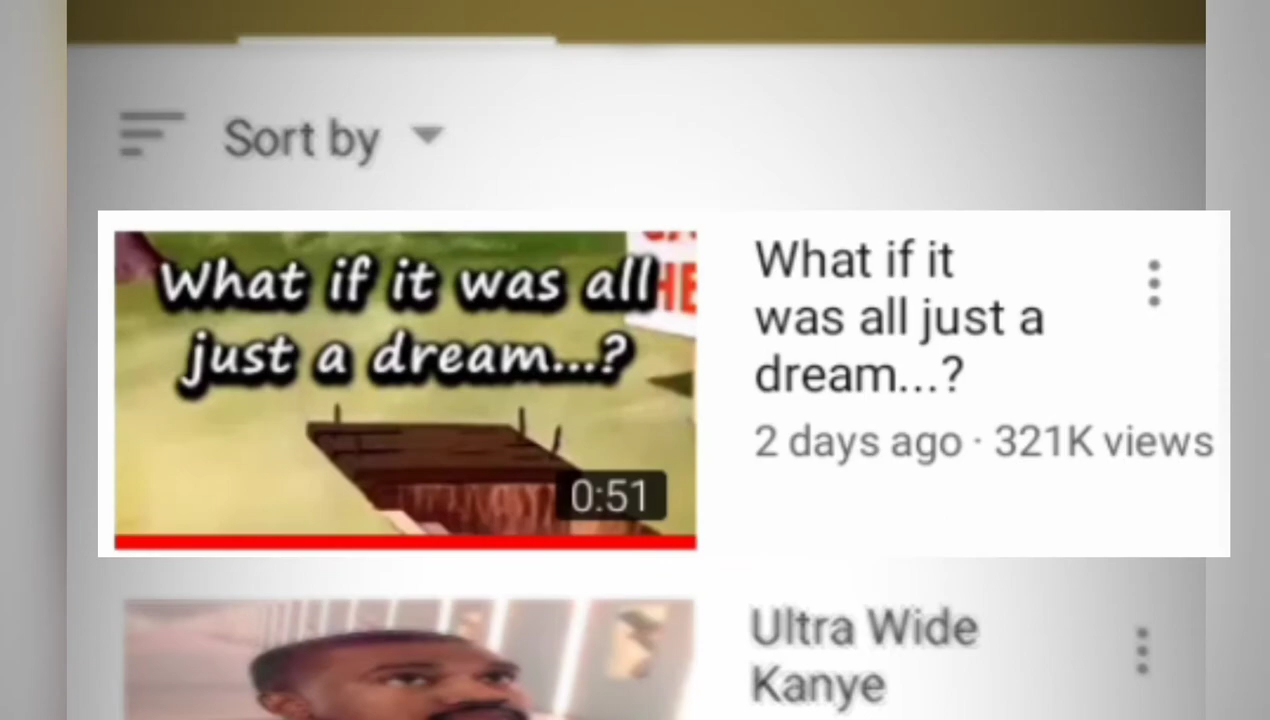 Sort by
What if it was all
just a dream...?
HE
0:51
What if it
was all just a
dream...?
2 days ago · 321K views
Ultra Wide
Kanye